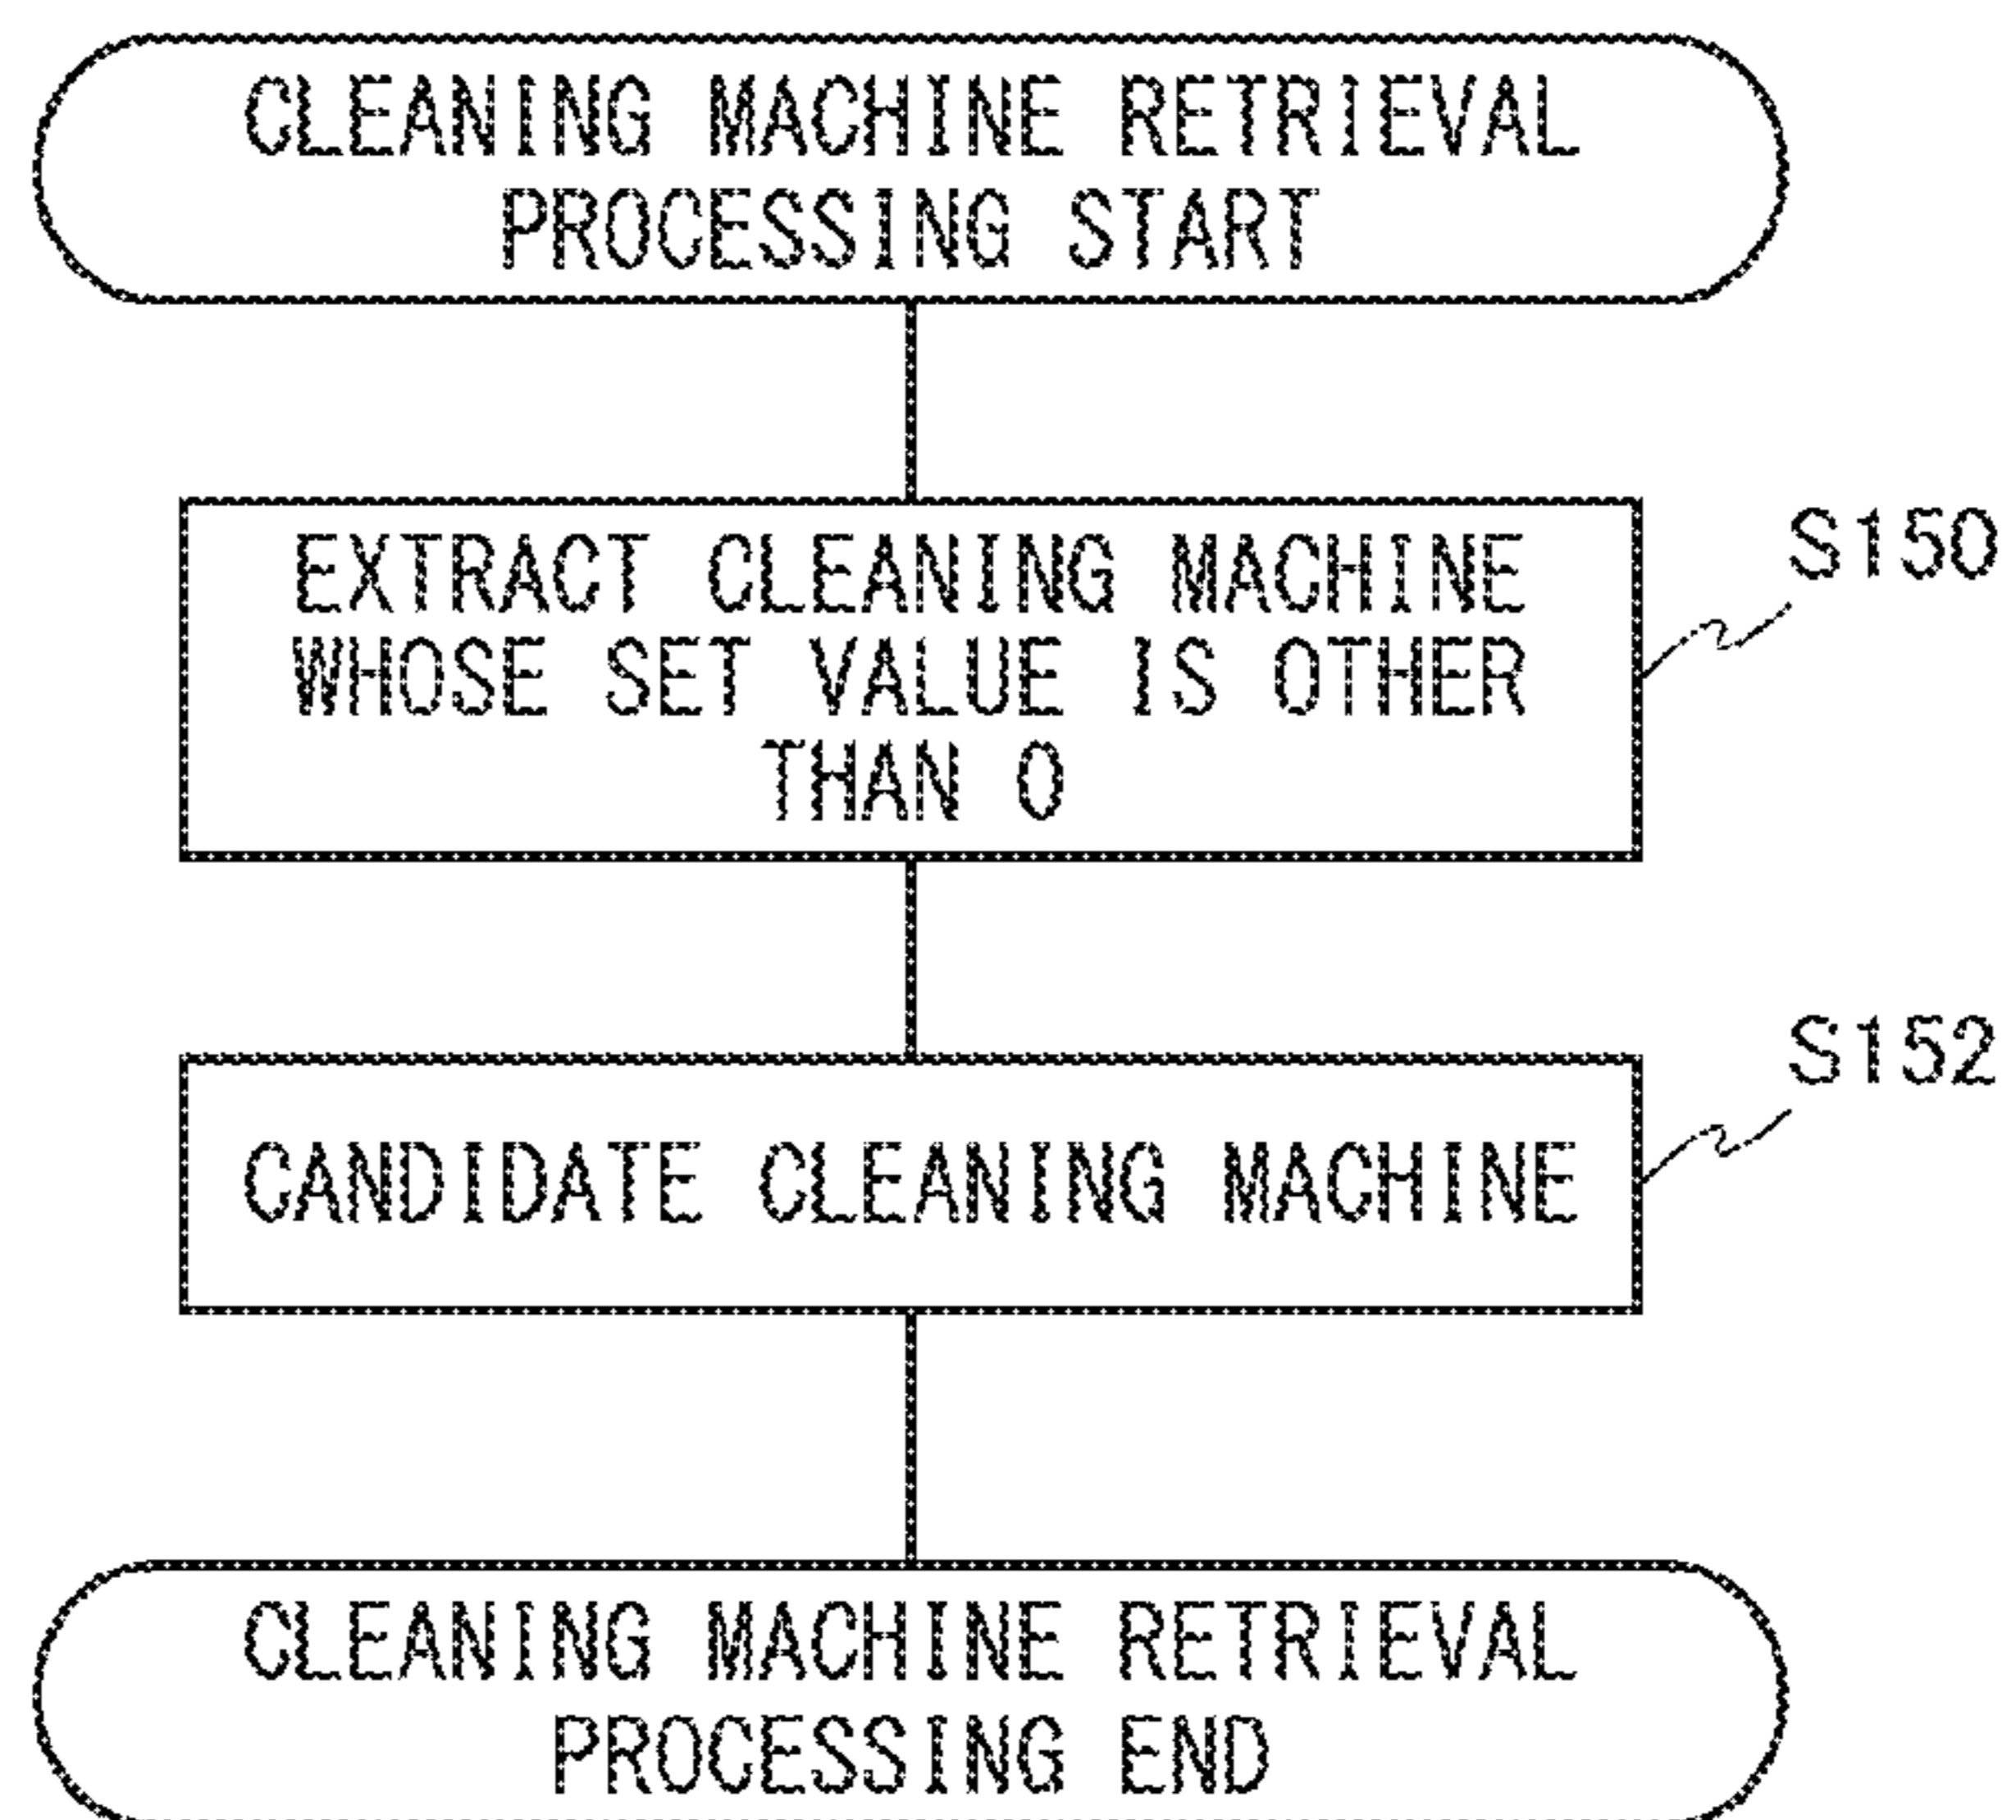 CLEANING MACHINE RETRIEVAL
PROCESSING START
EXTRACT CLEANING MACHINE
WHOSE SET VALUE IS OTHER
THAN 0
S150
CANDIDATE CLEANING MACHINE
S152
CLEANING MACHINE RETRIEVAL
PROCESSING END